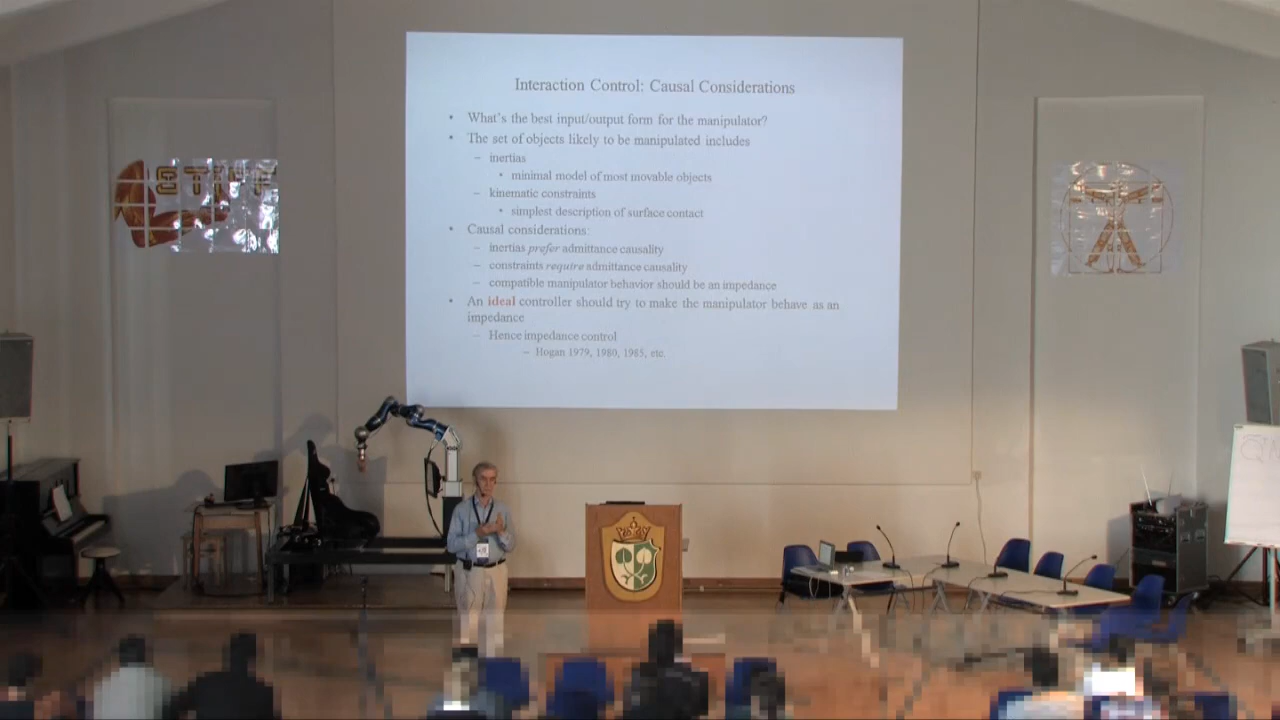 Interaction Control: Causal Considerations
• What's the best input/output form for the manipulator?
• The set of objects likely to be manipulated includes
– inertias
• minimal model of most movable objects
– kinematic constraints
• simplest description of surface contact
• Causal considerations:
– inertias prefer admittance causality
– constraints require admittance causality
– compatible manipulator behavior should be an impedance
• An ideal controller should try to make the manipulator behave as an
impedance
– Hence impedance control
– Hogan 1979, 1980, 1985, etc.
STIFF